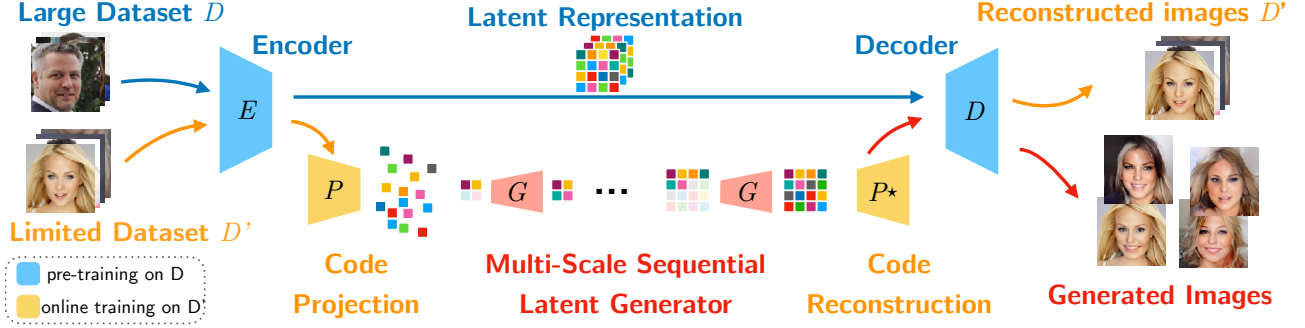 Large Dataset D
Latent Representation
Reconstructed images D'
Encoder
Decoder
E
D
P
G
...
G
P⋆
Limited Dataset D'
pre-training on D
online training on D'
Code
Projection
Multi-Scale Sequential
Latent Generator
Code
Reconstruction
Generated Images